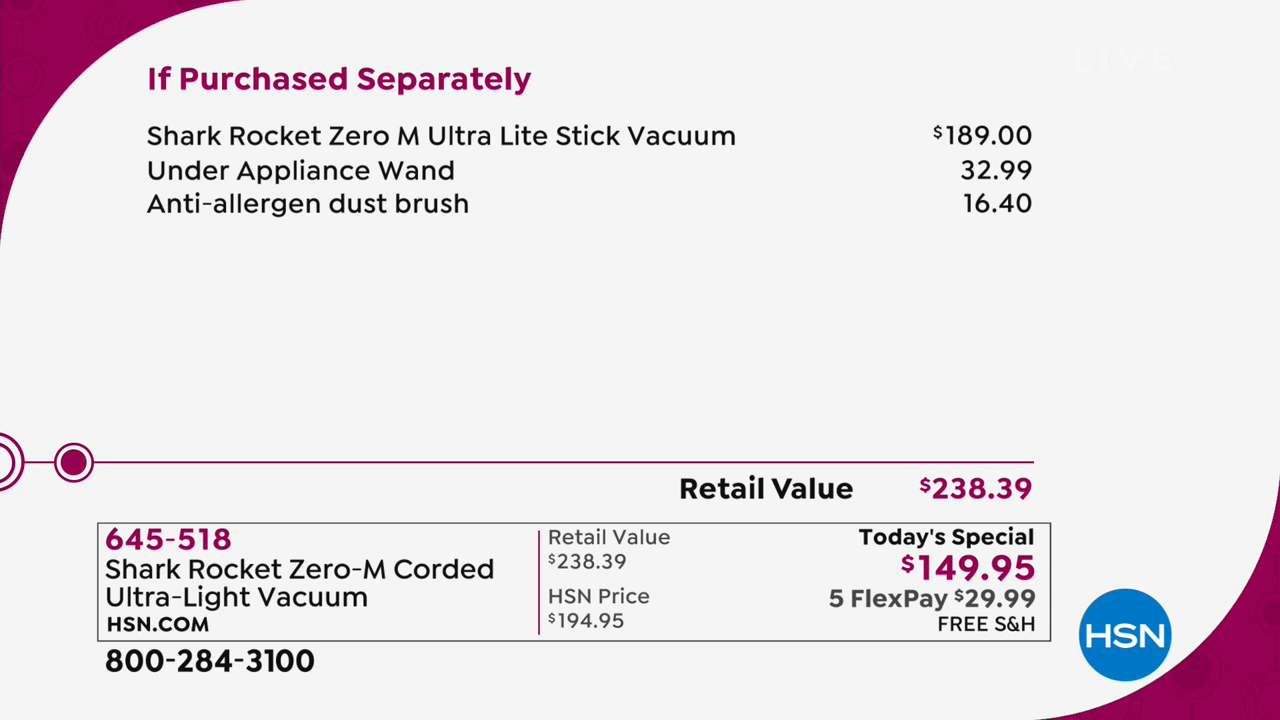 LIVE
If Purchased Separately
Shark Rocket Zero M Ultra Lite Stick Vacuum $189.00
Under Appliance Wand 32.99
Anti-allergen dust brush 16.40
Retail Value $238.39
645-518
Shark Rocket Zero-M Corded
Ultra-Light Vacuum
HSN.COM
Retail Value
$238.39
HSN Price
$194.95
Today's Special
$149.95
5 FlexPay $29.99
FREE S&H
800-284-3100
HSN